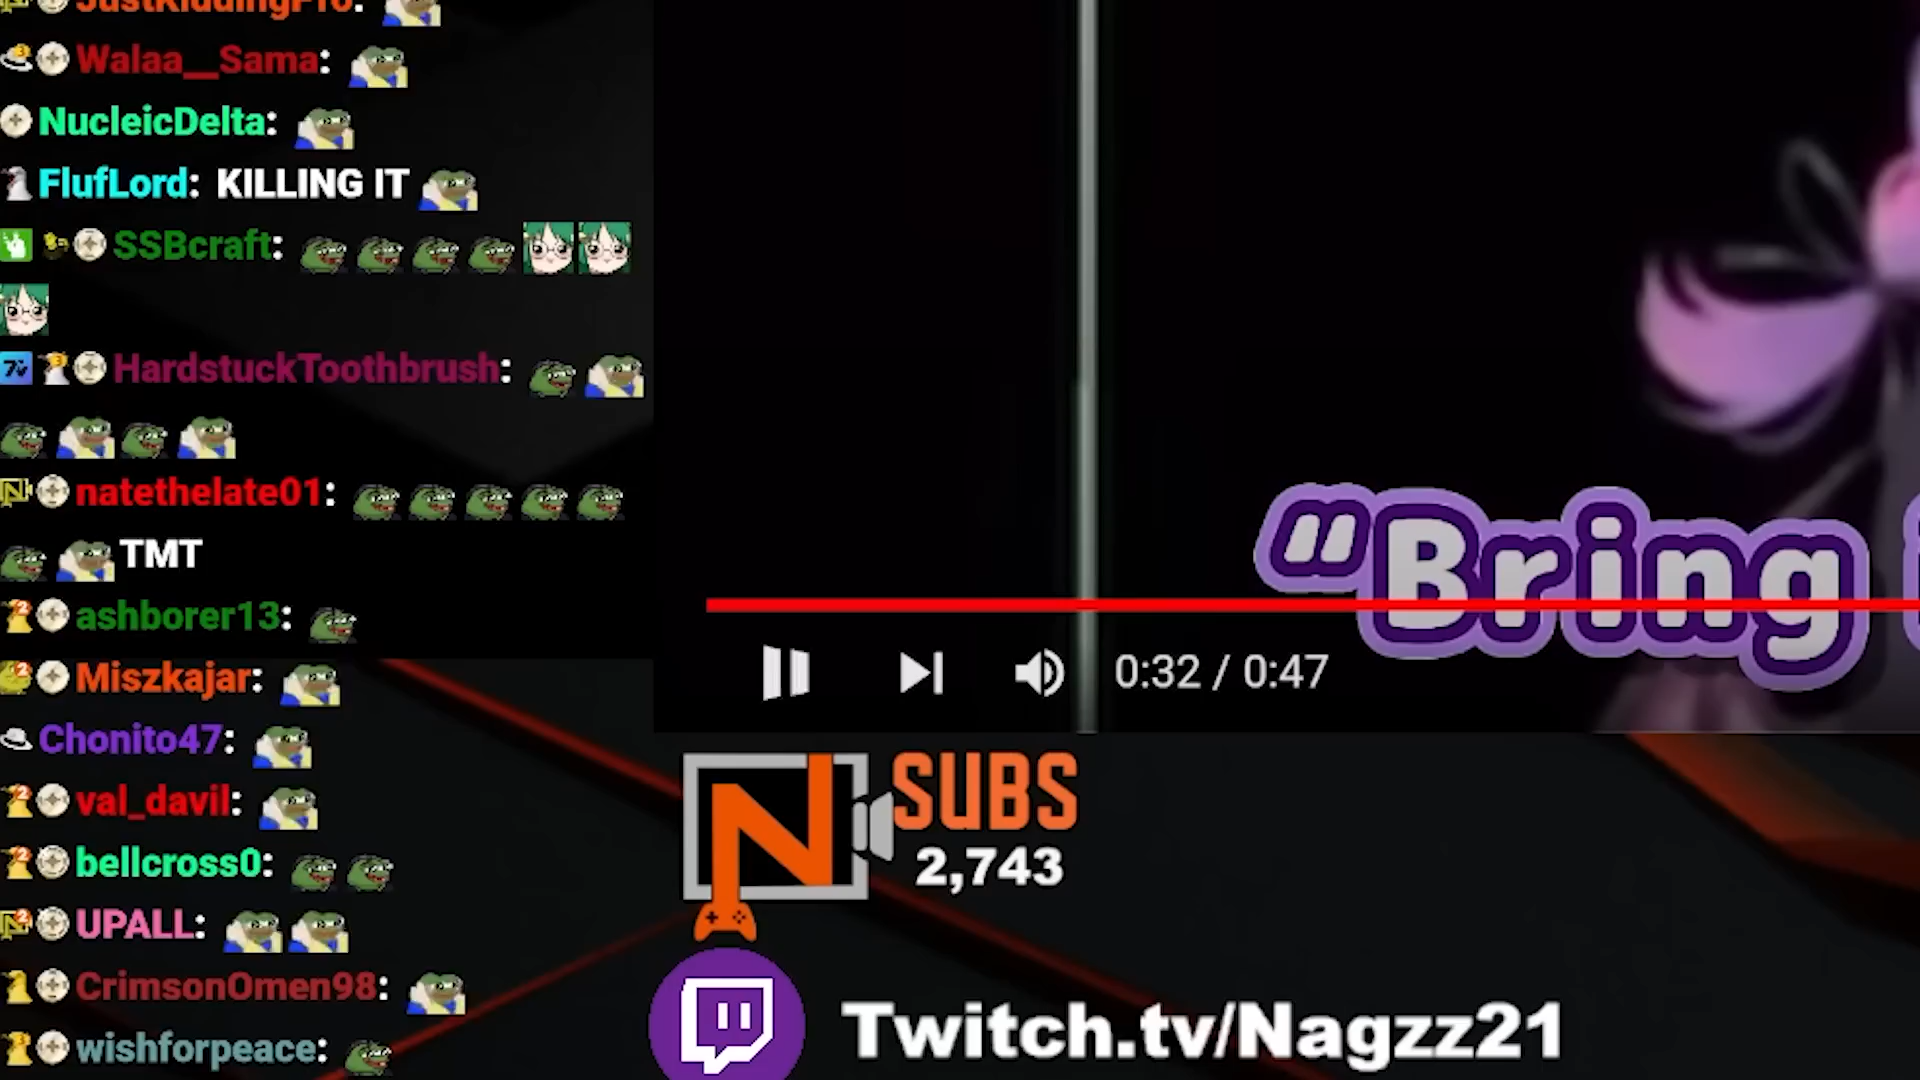 JustKiddingPro:
Walaa__Sama:
NucleicDelta:
FlufLord: KILLING IT
SSBcraft:
HardstuckToothbrush:
natethelate01:
TMT
ashborer13:
Miszkajar:
Chonito47:
val_davil:
bellcross0:
UPALL:
CrimsonOmen98:
wishforpeace:
"Bring
0:32 / 0:47
SUBS
2,743
Twitch.tv/Nagzz21